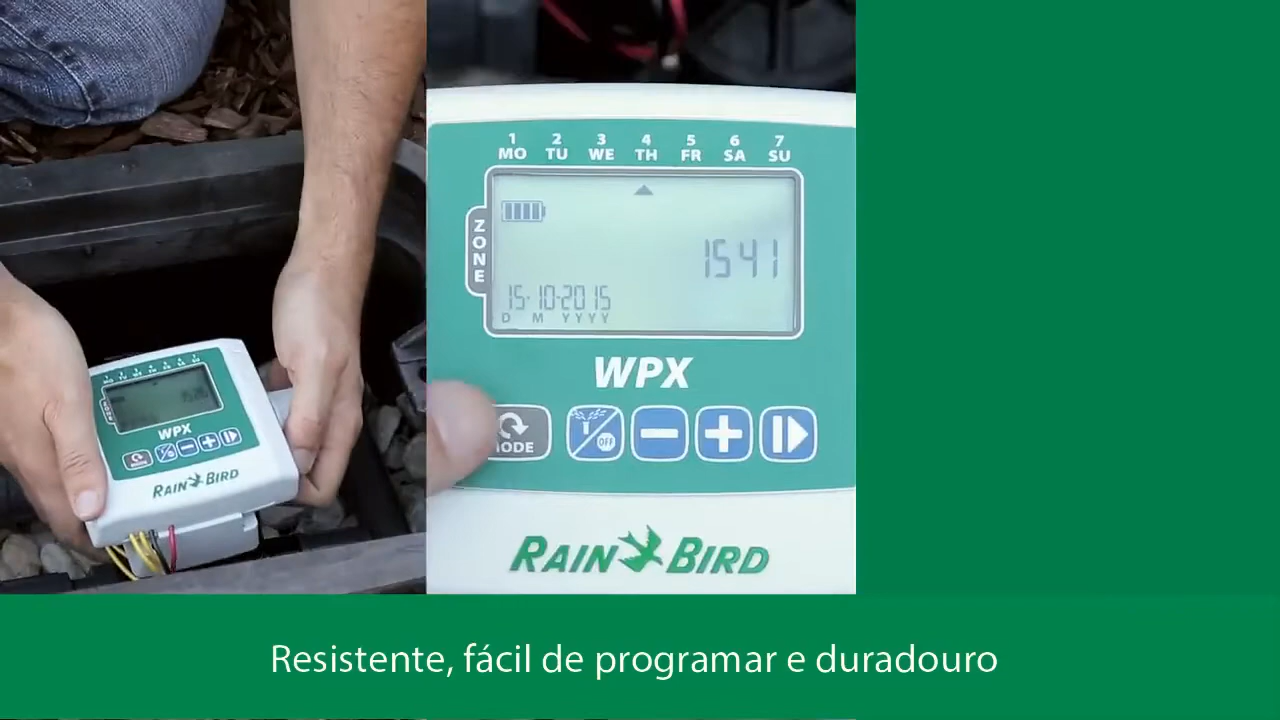 1 2 3 4 5 6 7
MO TU WE TH FR SA SU
ZONE
1541
15-10-2015
D M YYYY
WPX
MODE
OFF
RAIN BIRD
WPX
RAIN BIRD
Resistente, fácil de programar e duradouro